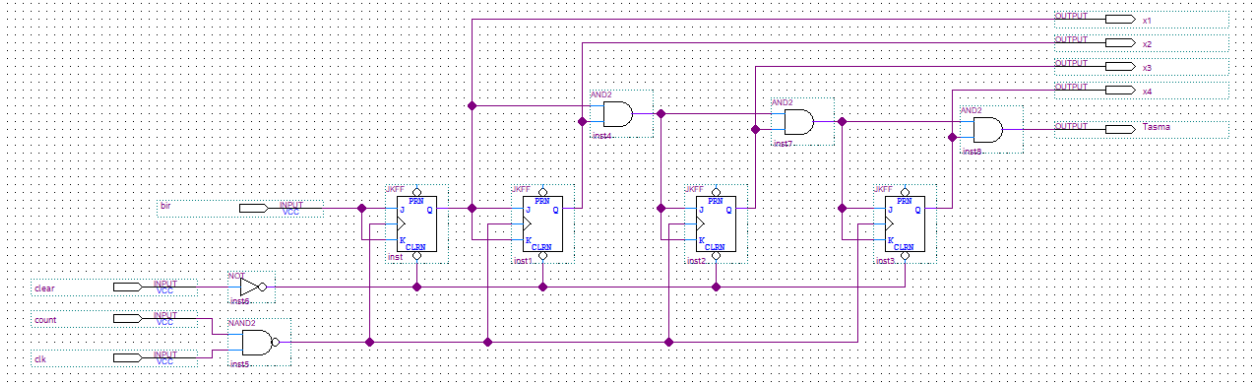 OUTPUT x1
OUTPUT x2
OUTPUT x3
OUTPUT x4
AND2
inst4
AND2
inst7
AND2
inst8
OUTPUT Tasma
bir INPUT VCC
JKFF
PRN
J Q
K
CLRN
inst
JKFF
PRN
J Q
K
CLRN
inst1
JKFF
PRN
J Q
K
CLRN
inst2
JKFF
PRN
J Q
K
CLRN
inst3
clear INPUT VCC
NOT
inst6
count INPUT VCC
NAND2
inst5
clk INPUT VCC